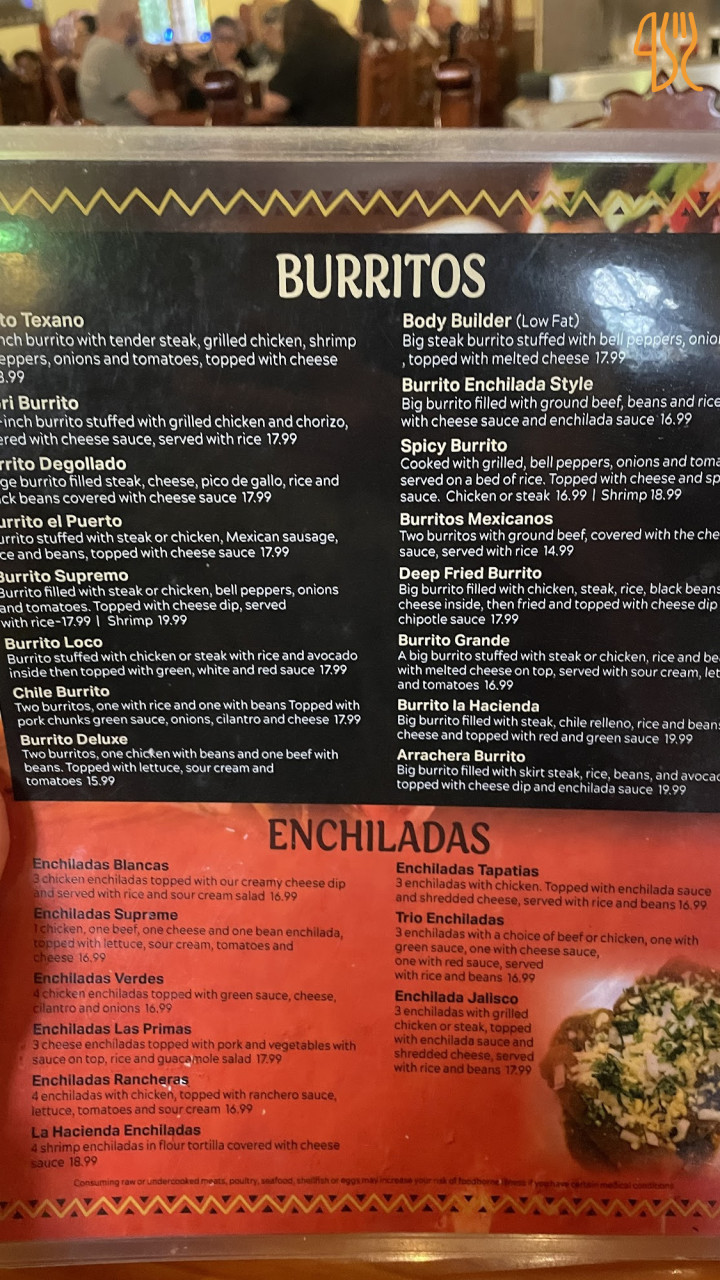 BURRITOS
to Texano
nch burrito with tender steak, grilled chicken, shrimp
eppers, onions and tomatoes, topped with cheese
8.99
ri Burrito
-inch burrito stuffed with grilled chicken and chorizo,
ered with cheese sauce, served with rice 17.99
rrito Degollado
ge burrito filled steak, cheese, pico de gallo, rice and
ck beans covered with cheese sauce 17.99
urrito el Puerto
urrito stuffed with steak or chicken, Mexican sausage,
ce and beans, topped with cheese sauce 17.99
Burrito Supremo
Burrito filled with steak or chicken, bell peppers, onions
and tomatoes. Topped with cheese dip, served
with rice-17.99 | Shrimp 19.99
Burrito Loco
Burrito stuffed with chicken or steak with rice and avocado
inside then topped with green, white and red sauce 17.99
Chile Burrito
Two burritos, one with rice and one with beans Topped with
pork chunks green sauce, onions, cilantro and cheese 17.99
Burrito Deluxe
Two burritos, one chicken with beans and one beef with
beans. Topped with lettuce, sour cream and
tomatoes 15.99
Body Builder (Low Fat)
Big steak burrito stuffed with bell peppers, onio
, topped with melted cheese 17.99
Burrito Enchilada Style
Big burrito filled with ground beef, beans and rice
with cheese sauce and enchilada sauce 16.99
Spicy Burrito
Cooked with grilled, bell peppers, onions and toma
served on a bed of rice. Topped with cheese and sp
sauce. Chicken or steak 16.99 | Shrimp 18.99
Burritos Mexicanos
Two burritos with ground beef, covered with the che
sauce, served with rice 14.99
Deep Fried Burrito
Big burrito filled with chicken, steak, rice, black beans
cheese inside, then fried and topped with cheese dip
chipotle sauce 17.99
Burrito Grande
A big burrito stuffed with steak or chicken, rice and be
with melted cheese on top, served with sour cream, let
and tomatoes 16.99
Burrito la Hacienda
Big burrito filled with steak, chile relleno, rice and bean
cheese and topped with red and green sauce 19.99
Arrachera Burrito
Big burrito filled with skirt steak, rice, beans, and avoca
topped with cheese dip and enchilada sauce 19.99
ENCHILADAS
Enchiladas Blancas
3 chicken enchiladas topped with our creamy cheese dip
and served with rice and sour cream salad 16.99
Enchiladas Supreme
1 chicken, one beef, one cheese and one bean enchilada,
topped with lettuce, sour cream, tomatoes and
cheese 16.99
Enchiladas Verdes
4 chicken enchiladas topped with green sauce, cheese,
cilantro and onions 16.99
Enchiladas Las Primas
3 cheese enchiladas topped with pork and vegetables with
sauce on top, rice and guacamole salad 17.99
Enchiladas Rancheras
4 enchiladas with chicken, topped with ranchero sauce,
lettuce, tomatoes and sour cream 16.99
La Hacienda Enchiladas
4 shrimp enchiladas in flour tortilla covered with cheese
sauce 18.99
Enchiladas Tapatias
3 enchiladas with chicken. Topped with enchilada sauce
and shredded cheese, served with rice and beans 16.99
Trio Enchiladas
3 enchiladas with a choice of beef or chicken, one with
green sauce, one with cheese sauce,
one with red sauce, served
with rice and beans 16.99
Enchilada Jalisco
3 enchiladas with grilled
chicken or steak, topped
with enchilada sauce and
shredded cheese, served
with rice and beans 17.99
Consuming raw or undercooked meats, poultry, seafood, shellfish or eggs may increase your risk of foodborne illness if you have certain medical conditions.